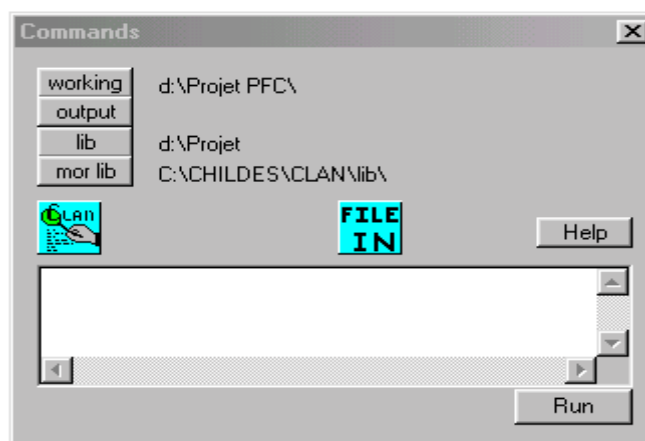 Commands
working d:\Projet PFC\
output
lib d:\Projet
mor lib C:\CHILDES\CLAN\lib\
CLAN FILE IN Help
Run